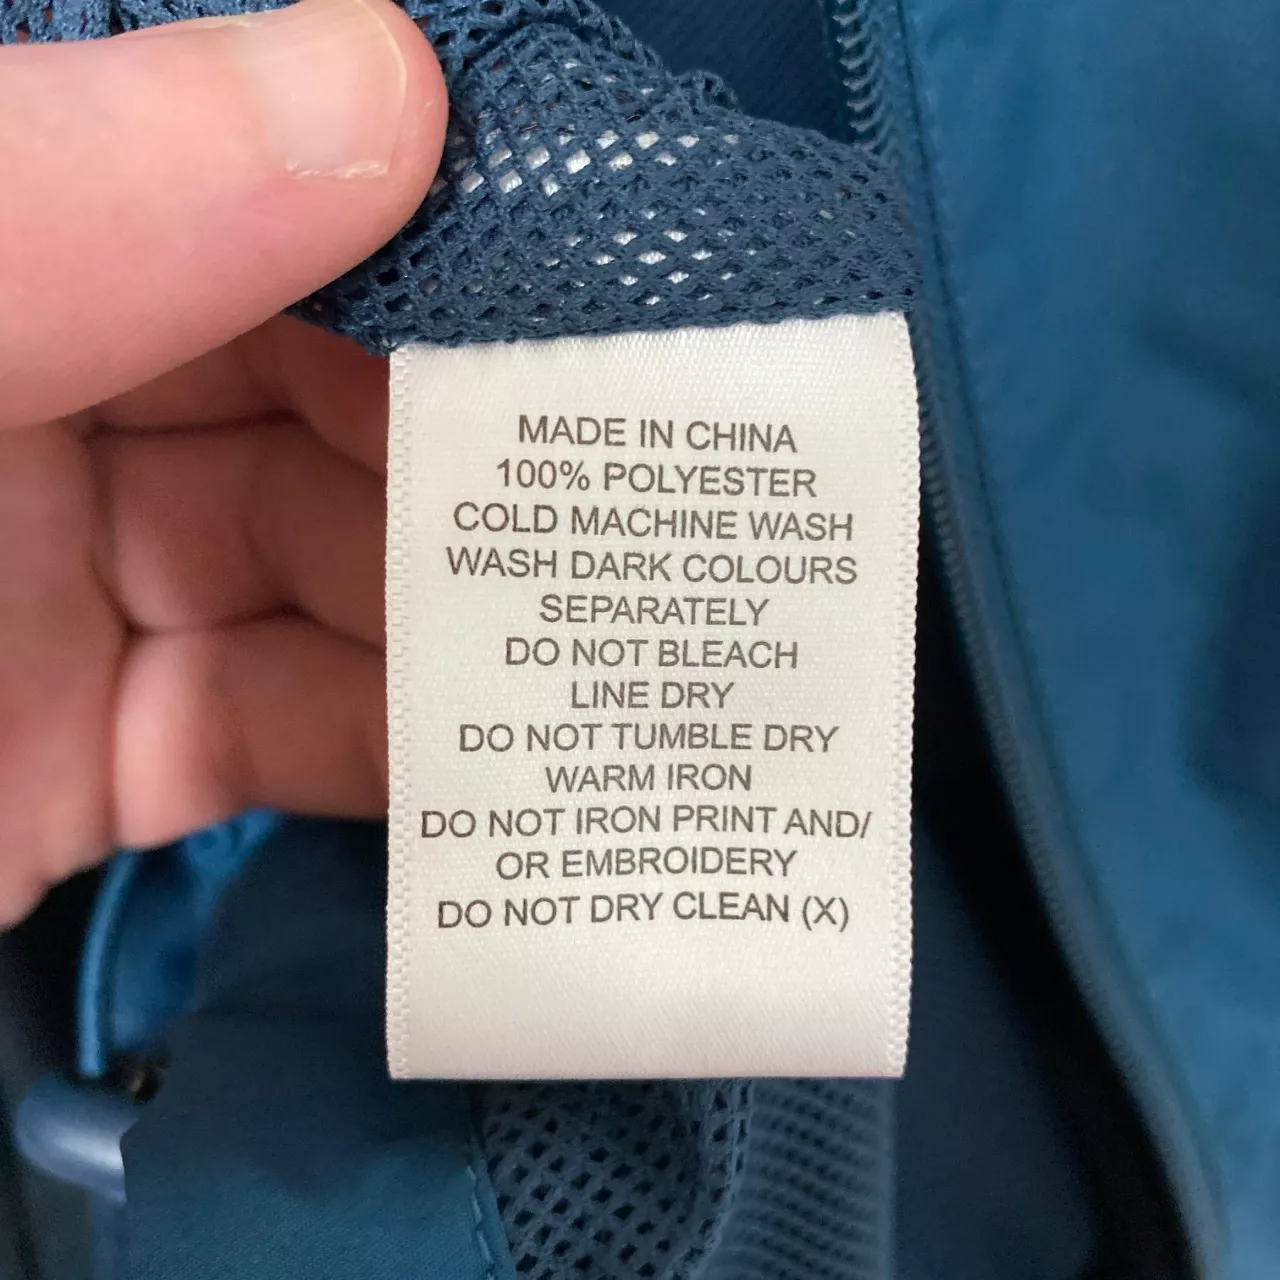 MADE IN CHINA
100% POLYESTER
COLD MACHINE WASH
WASH DARK COLOURS
SEPARATELY
DO NOT BLEACH
LINE DRY
DO NOT TUMBLE DRY
WARM IRON
DO NOT IRON PRINT AND/
OR EMBROIDERY
DO NOT DRY CLEAN (X)